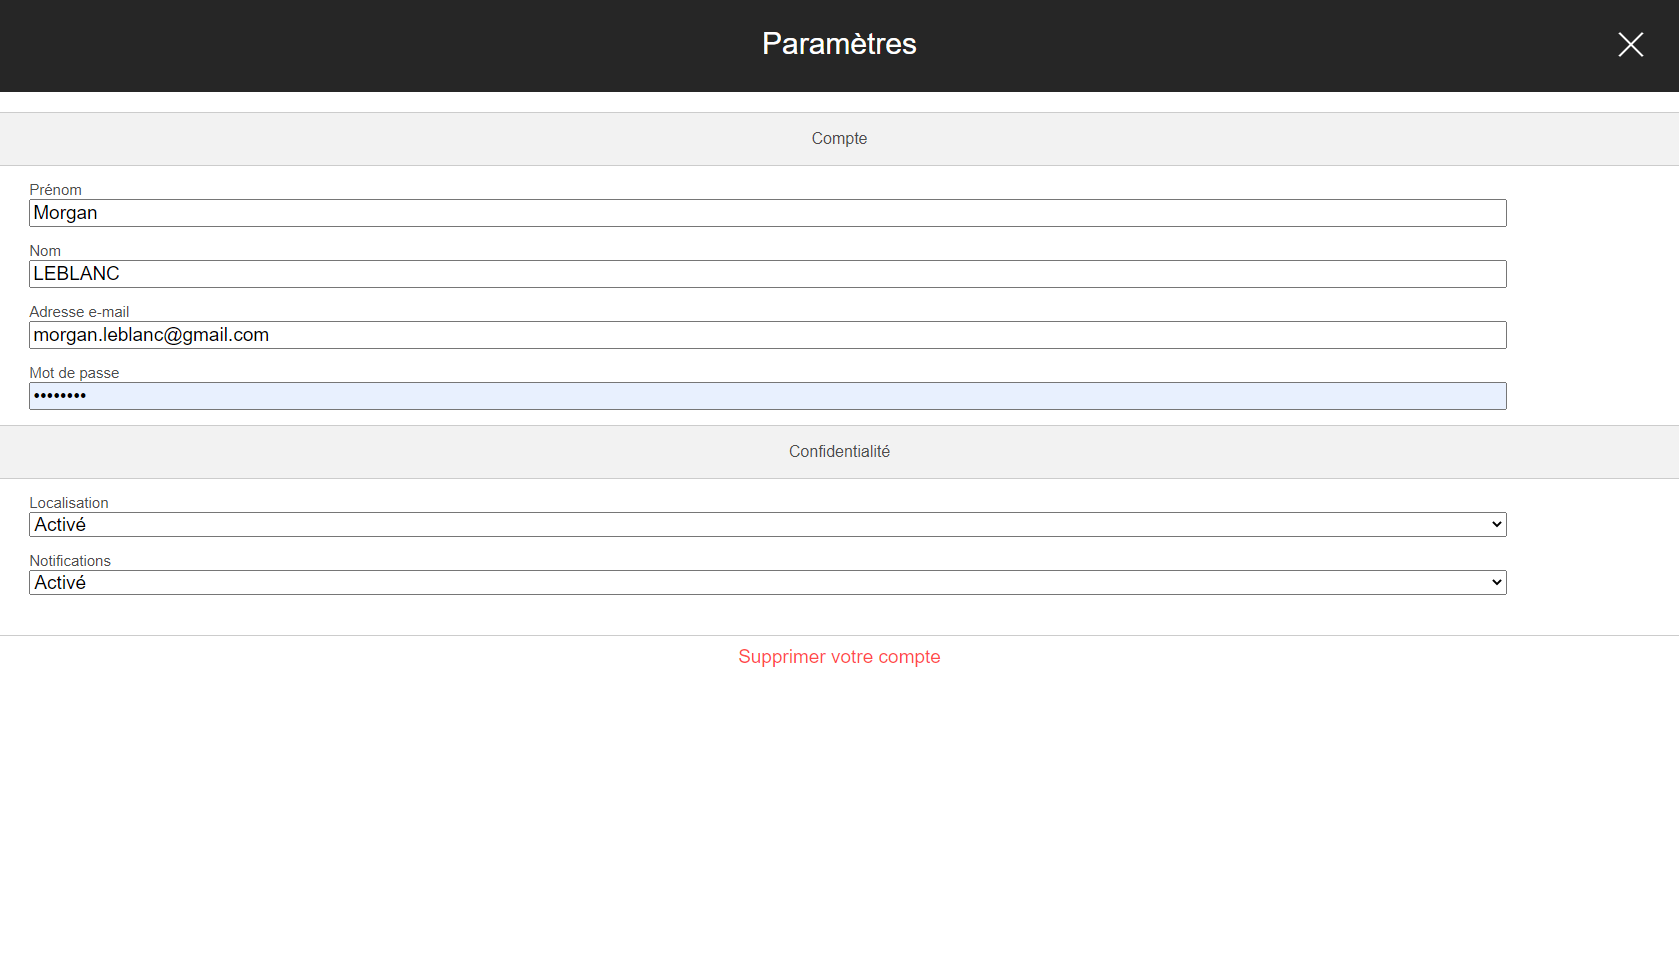 Paramètres
Compte
Prénom
Morgan
Nom
LEBLANC
Adresse e-mail
morgan.leblanc@gmail.com
Mot de passe
••••••••
Confidentialité
Localisation
Activé
Notifications
Activé
Supprimer votre compte